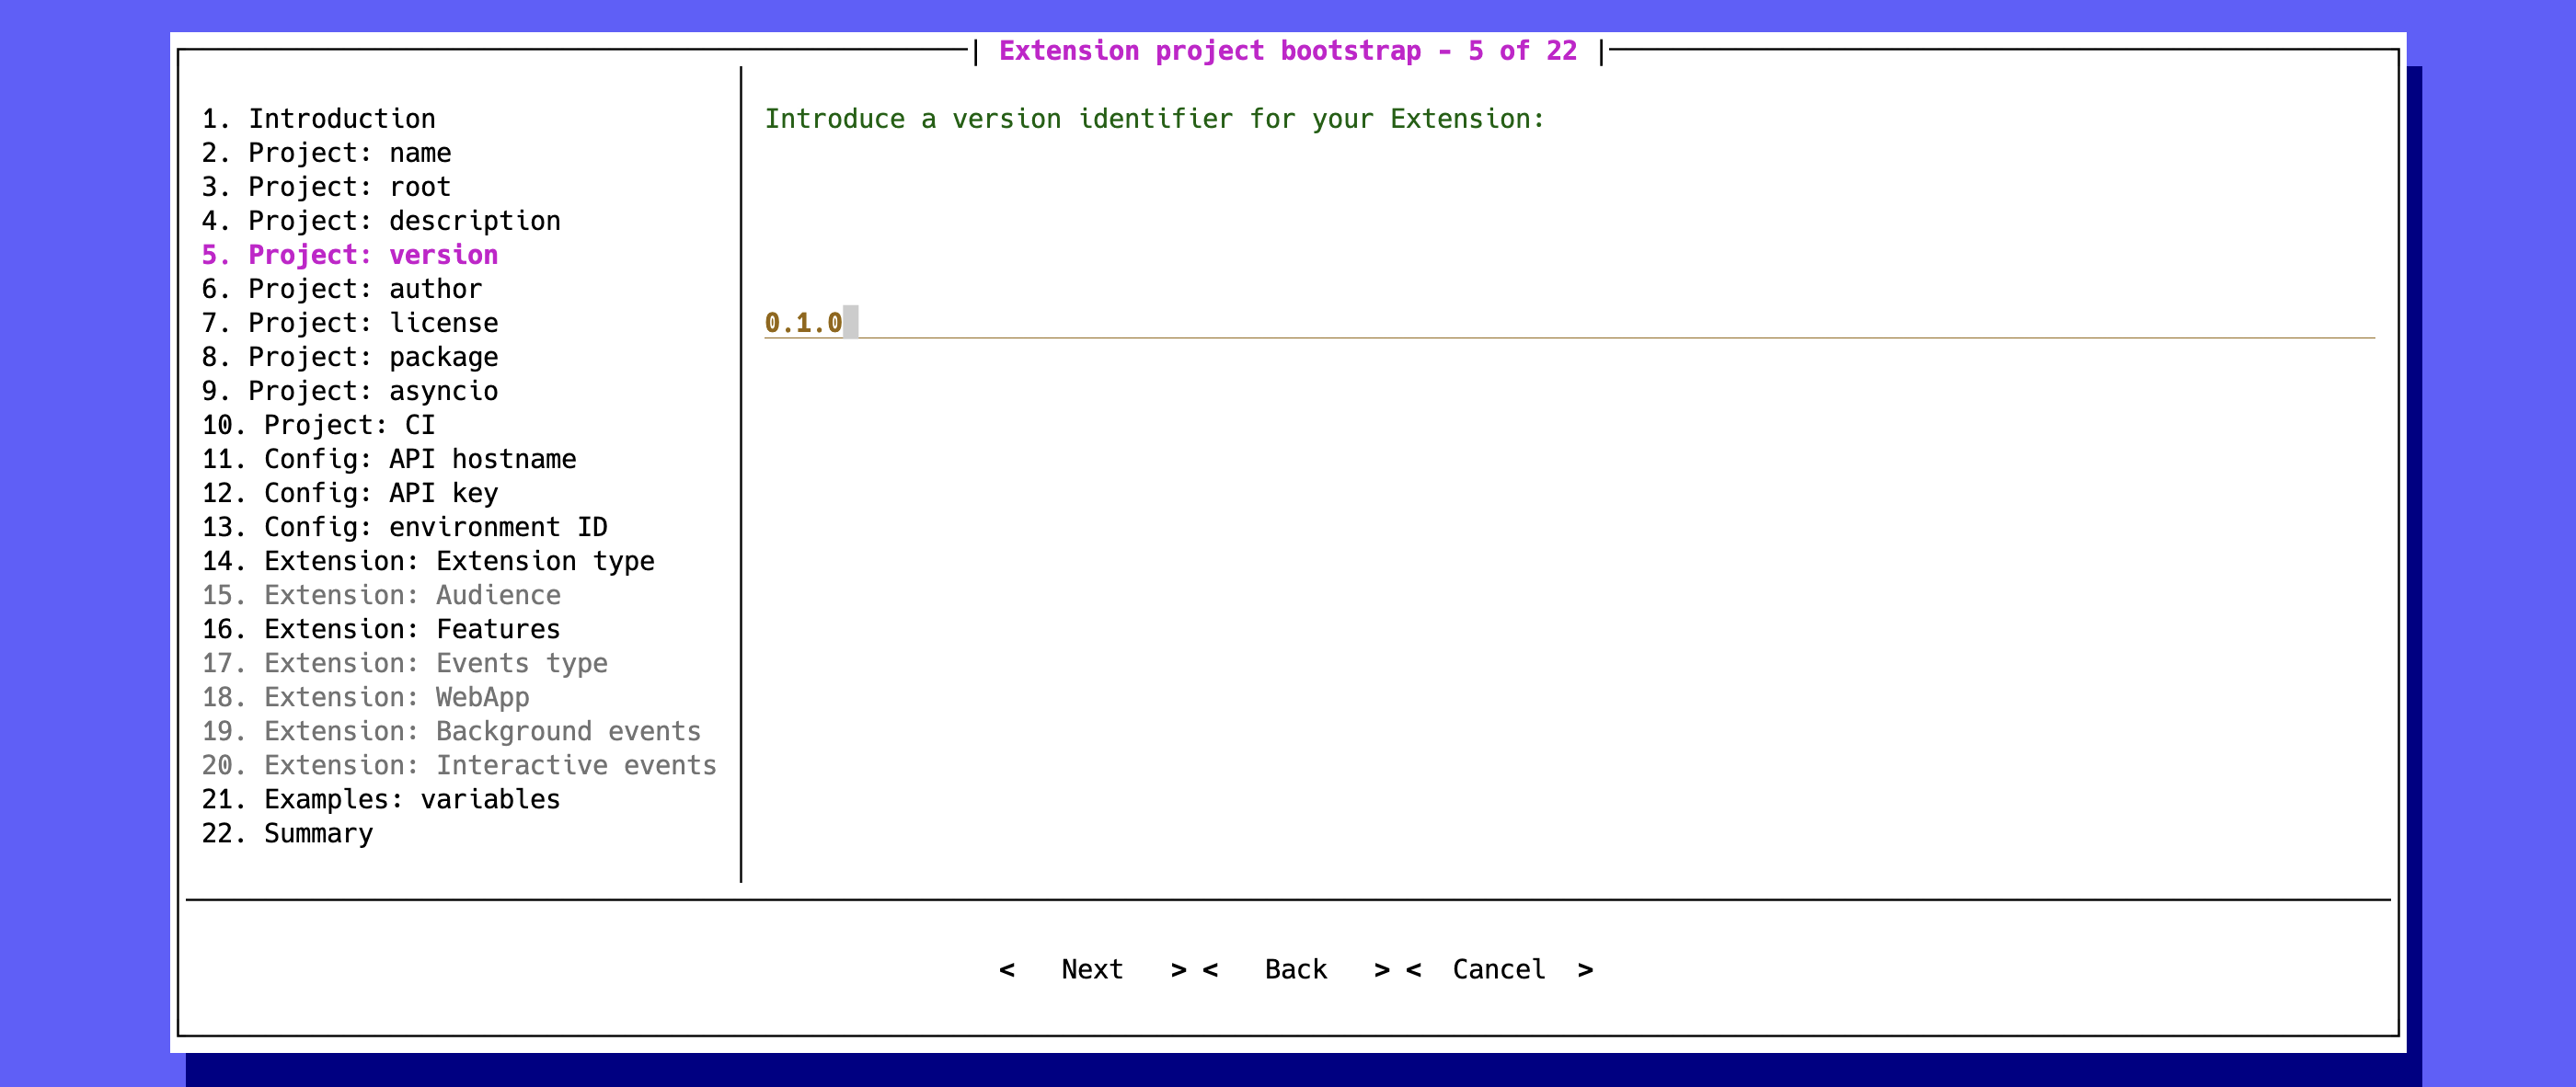 Extension project bootstrap - 5 of 22
1. Introduction
2. Project: name
3. Project: root
4. Project: description
5. Project: version
6. Project: author
7. Project: license
8. Project: package
9. Project: asyncio
10. Project: CI
11. Config: API hostname
12. Config: API key
13. Config: environment ID
14. Extension: Extension type
15. Extension: Audience
16. Extension: Features
17. Extension: Events type
18. Extension: WebApp
19. Extension: Background events
20. Extension: Interactive events
21. Examples: variables
22. Summary
Introduce a version identifier for your Extension:
0.1.0
< Next > < Back > < Cancel >